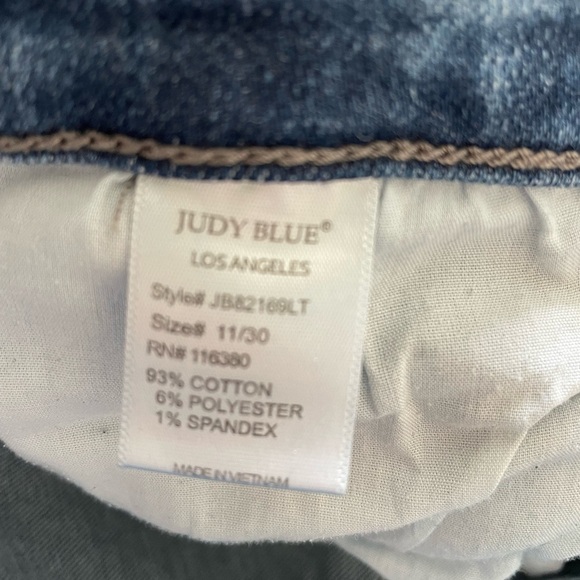 JUDY BLUE®
LOS ANGELES
Style# JB82169LT
Size# 11/30
RN# 116380
93% COTTON
6% POLYESTER
1% SPANDEX
MADE IN VIETNAM